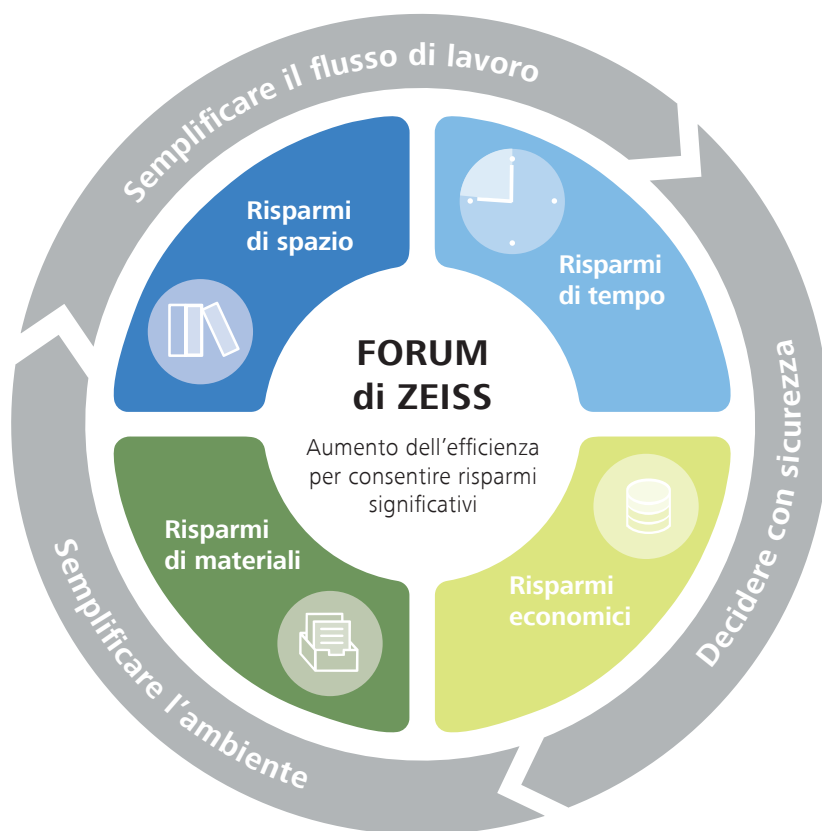 Semplificare il flusso di lavoro
Risparmi
di spazio
Risparmi
di tempo
FORUM
di ZEISS
Aumento dell'efficienza
per consentire risparmi
significativi
Decidere con sicurezza
Risparmi
di materiali
Risparmi
economici
Semplificare l'ambiente